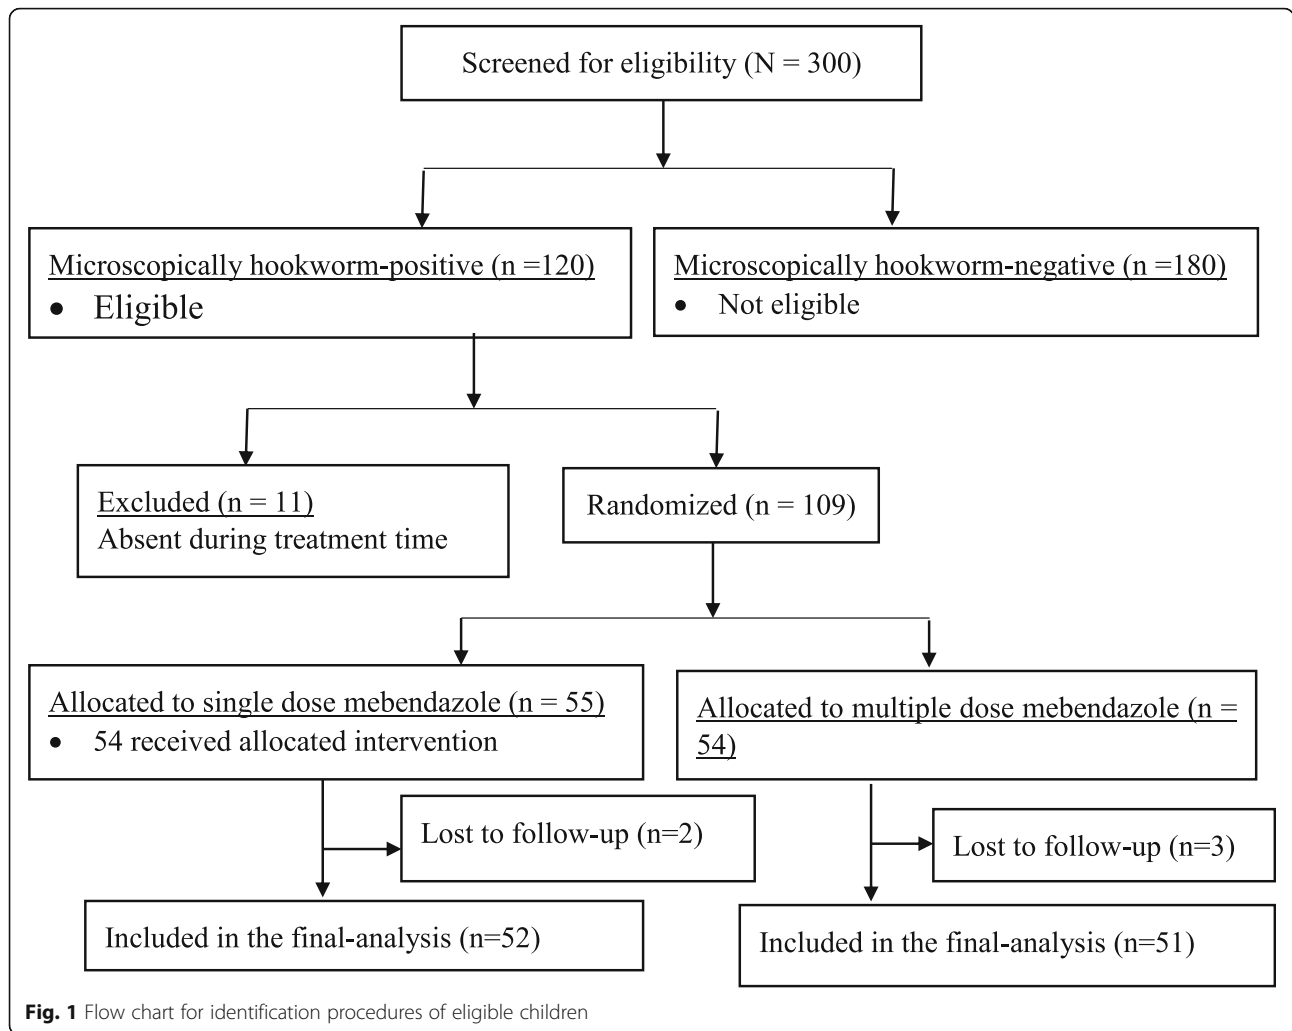 Screened for eligibility (N = 300)
Microscopically hookworm-positive (n =120)
• Eligible
Microscopically hookworm-negative (n =180)
• Not eligible
Excluded (n = 11)
Absent during treatment time
Randomized (n = 109)
Allocated to single dose mebendazole (n = 55)
• 54 received allocated intervention
Allocated to multiple dose mebendazole (n =
54)
Lost to follow-up (n=2)
Lost to follow-up (n=3)
Included in the final-analysis (n=52)
Included in the final-analysis (n=51)
Fig. 1 Flow chart for identification procedures of eligible children